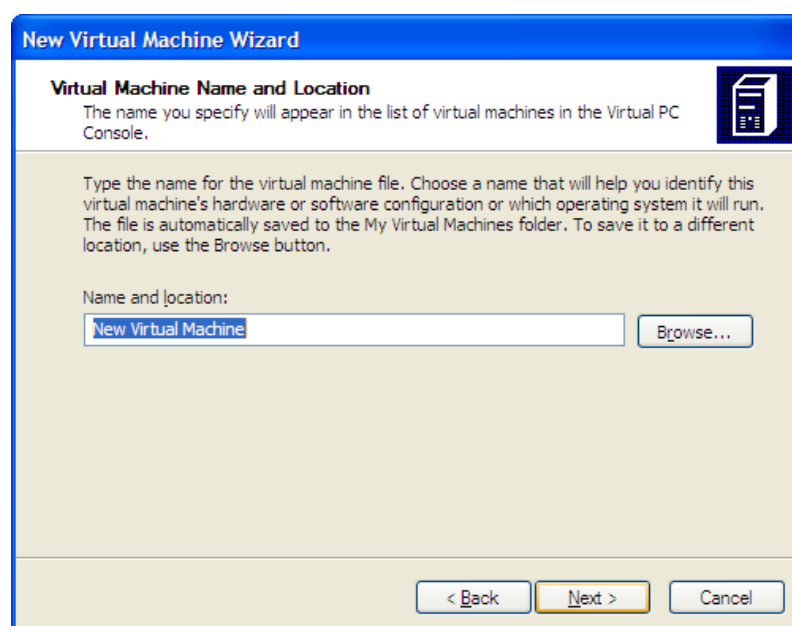 New Virtual Machine Wizard
Virtual Machine Name and Location
The name you specify will appear in the list of virtual machines in the Virtual PC
Console.
Type the name for the virtual machine file. Choose a name that will help you identify this
virtual machine's hardware or software configuration or which operating system it will run.
The file is automatically saved to the My Virtual Machines folder. To save it to a different
location, use the Browse button.
Name and location:
New Virtual Machine
Browse...
< Back
Next >
Cancel